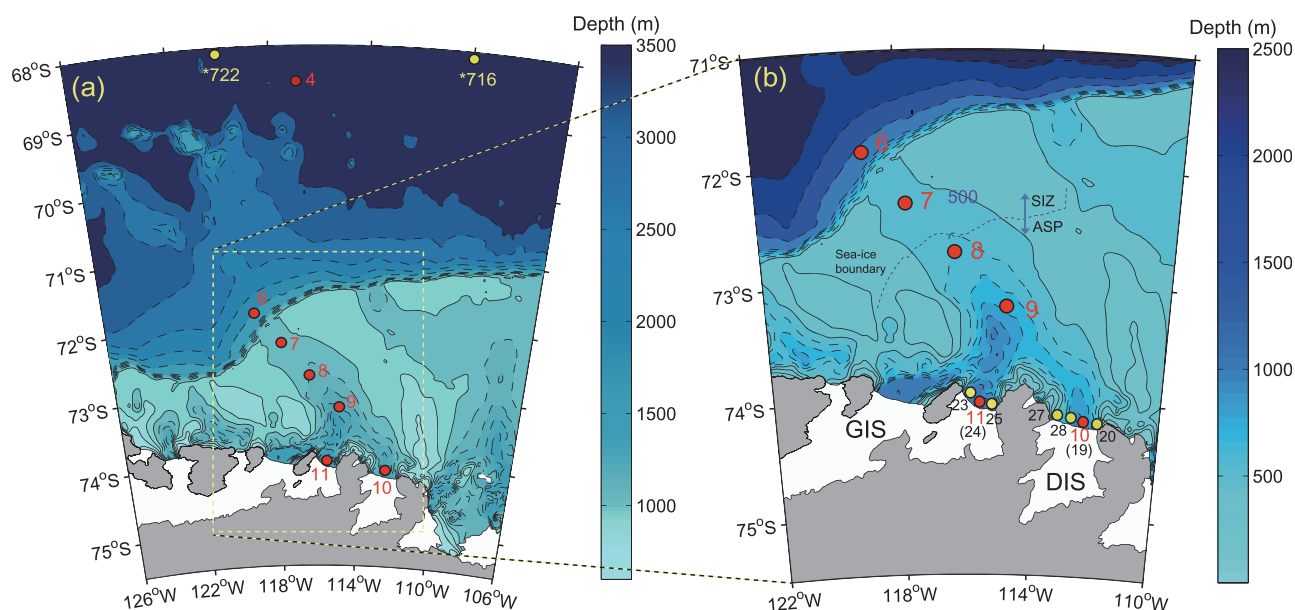 Depth (m)
3500
3000
2500
2000
1500
1000
(a)
*722
4
*716
68°S
69°S
70°S
71°S
72°S
73°S
74°S
75°S
6
7
8
9
11
10
126°W
122°W
118°W
114°W
110°W
106°W
Depth (m)
2500
2000
1500
1000
500
(b)
71°S
72°S
73°S
74°S
75°S
6
7
500
SIZ
ASP
8
Sea-ice
boundary
9
23
11
25
(24)
27
28
10
20
(19)
GIS
DIS
122°W
118°W
114°W
110°W